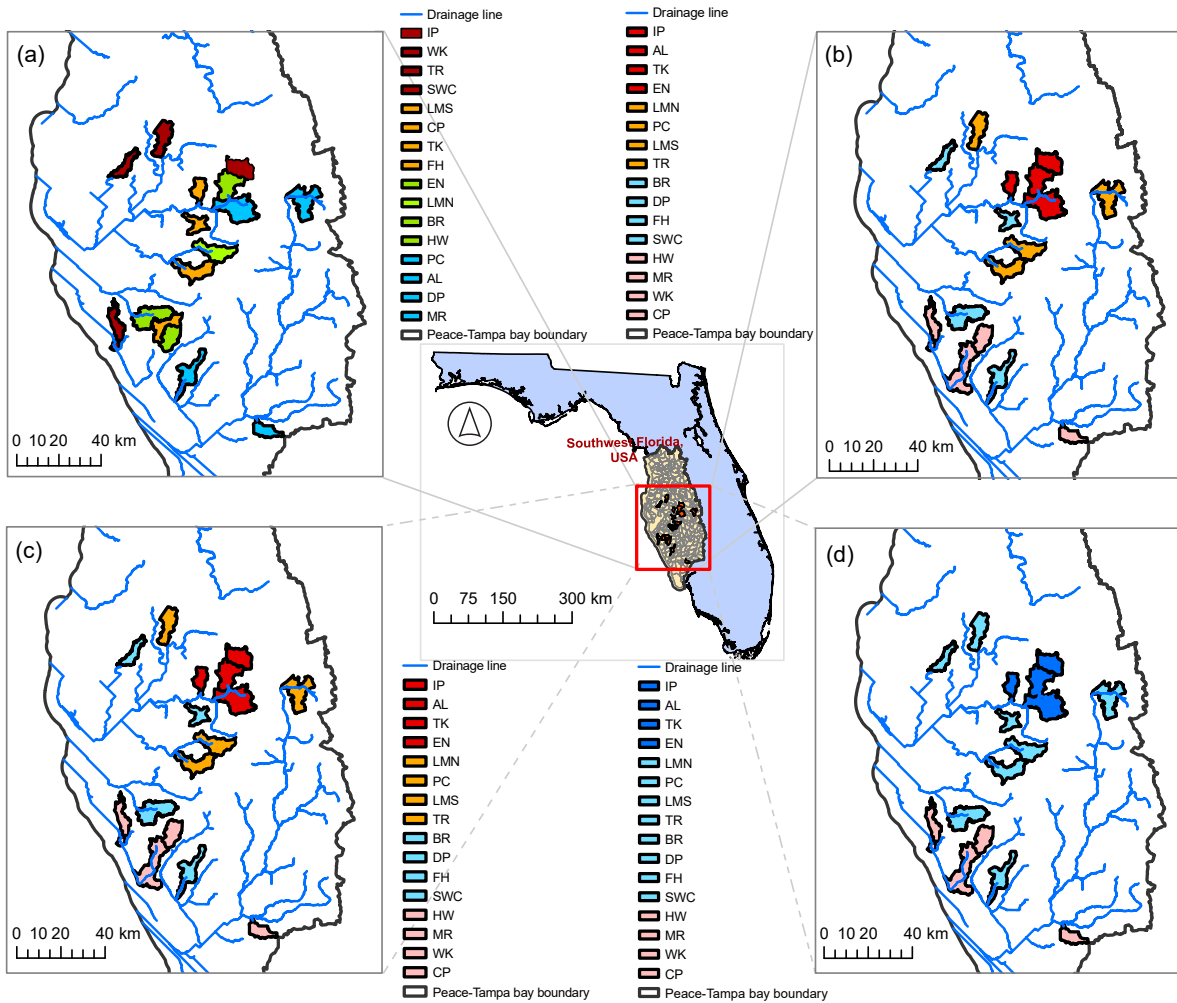 (a)
0 10 20 40 km
Drainage line
IP
WK
TR
SWC
LMS
CP
TK
FH
EN
LMN
BR
HW
PC
AL
DP
MR
Peace-Tampa bay boundary
Drainage line
IP
AL
TK
EN
LMN
PC
LMS
TR
BR
DP
FH
SWC
HW
MR
WK
CP
Peace-Tampa bay boundary
(b)
0 10 20 40 km
Southwest Florida,
USA
0 75 150 300 km
(c)
0 10 20 40 km
Drainage line
IP
AL
TK
EN
LMN
PC
LMS
TR
BR
DP
FH
SWC
HW
MR
WK
CP
Peace-Tampa bay boundary
Drainage line
IP
AL
TK
EN
LMN
PC
LMS
TR
BR
DP
FH
SWC
HW
MR
WK
CP
Peace-Tampa bay boundary
(d)
0 10 20 40 km